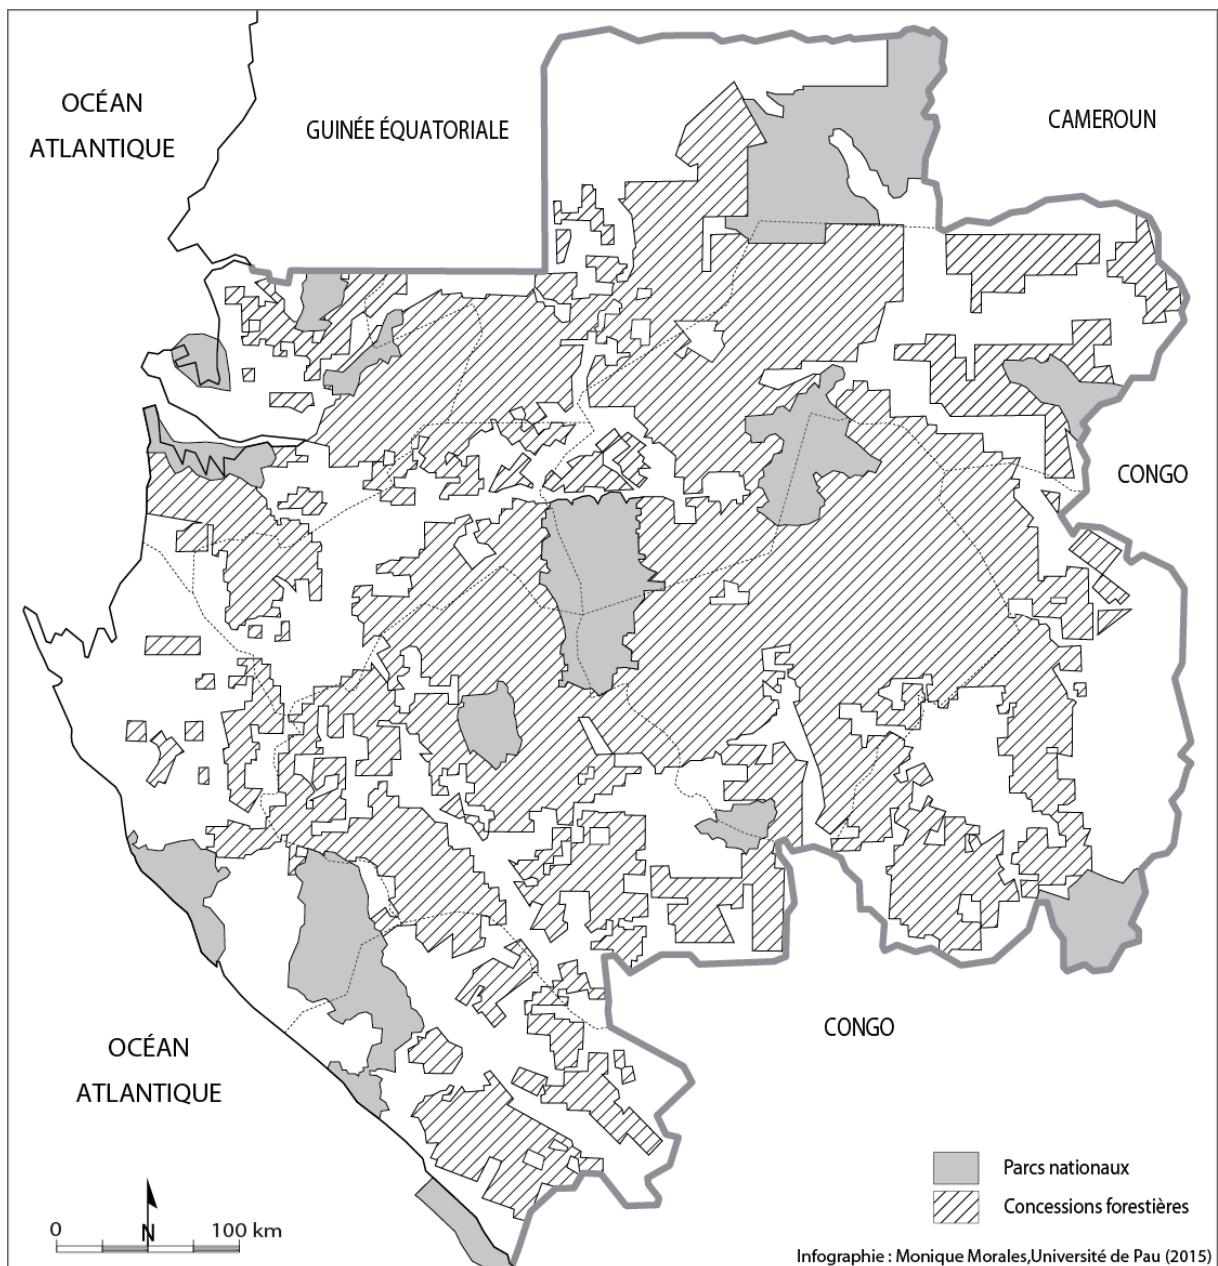 OCÉAN
ATLANTIQUE
GUINÉE ÉQUATORIALE
CAMEROUN
CONGO
CONGO
OCÉAN
ATLANTIQUE
Parcs nationaux
Concessions forestières
0
100 km
N
Infographie : Monique Morales,Université de Pau (2015)